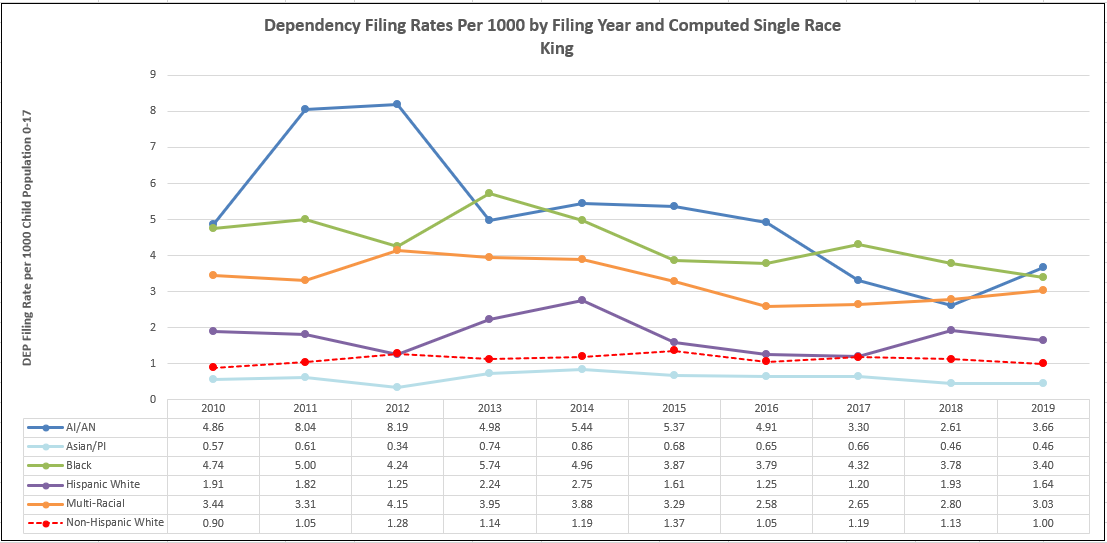 Dependency Filing Rates Per 1000 by Filing Year and Computed Single Race
King
DEP Filing Rate per 1000 Child Population 0-17
9
8
7
6
5
4
3
2
1
0
2010 2011 2012 2013 2014 2015 2016 2017 2018 2019
AI/AN 4.86 8.04 8.19 4.98 5.44 5.37 4.91 3.30 2.61 3.66
Asian/PI 0.57 0.61 0.34 0.74 0.86 0.68 0.65 0.66 0.46 0.46
Black 4.74 5.00 4.24 5.74 4.96 3.87 3.79 4.32 3.78 3.40
Hispanic White 1.91 1.82 1.25 2.24 2.75 1.61 1.25 1.20 1.93 1.64
Multi-Racial 3.44 3.31 4.15 3.95 3.88 3.29 2.58 2.65 2.80 3.03
Non-Hispanic White 0.90 1.05 1.28 1.14 1.19 1.37 1.05 1.19 1.13 1.00